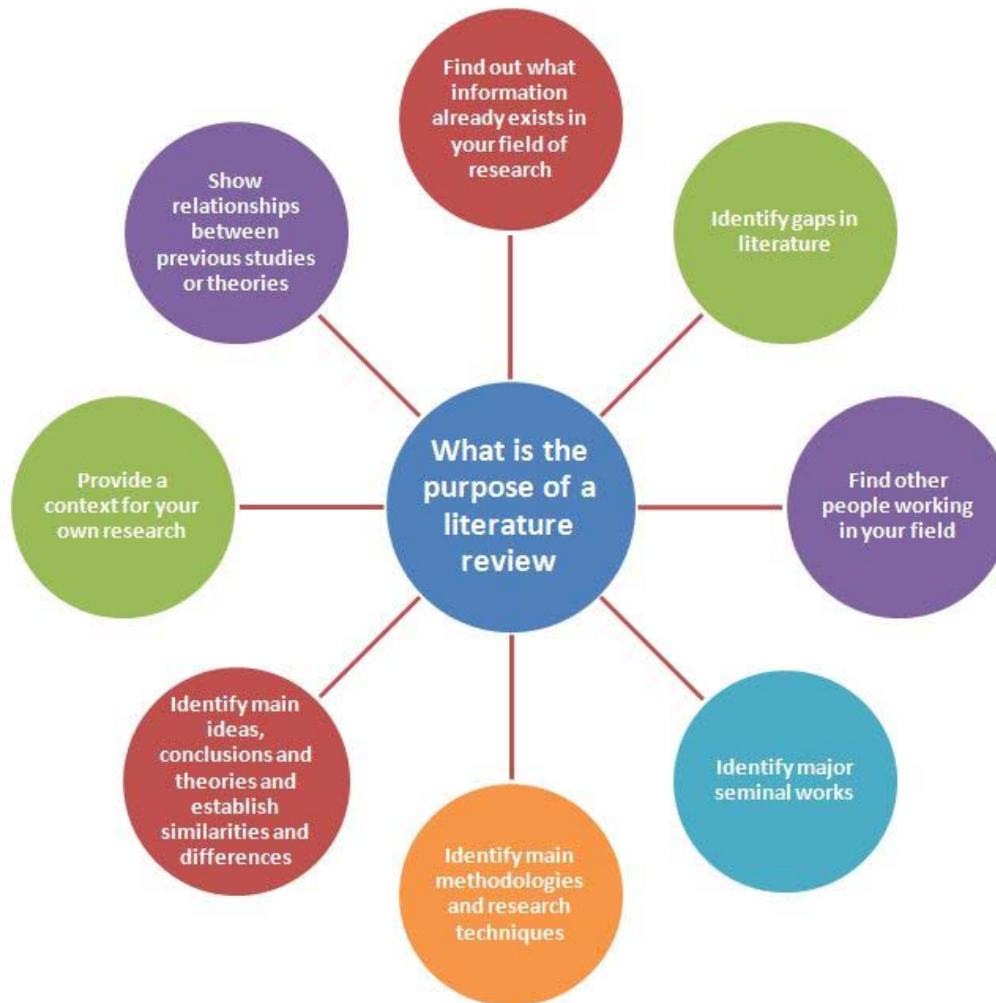 Find out what
information
already exists in
your field of
research
Identify gaps in
literature
Find other
people working
in your field
Identify major
seminal works
Identify main
methodologies
and research
techniques
Identify main
ideas,
conclusions and
theories and
establish
similarities and
differences
Provide a
context for your
own research
Show
relationships
between
previous studies
or theories
What is the
purpose of a
literature
review